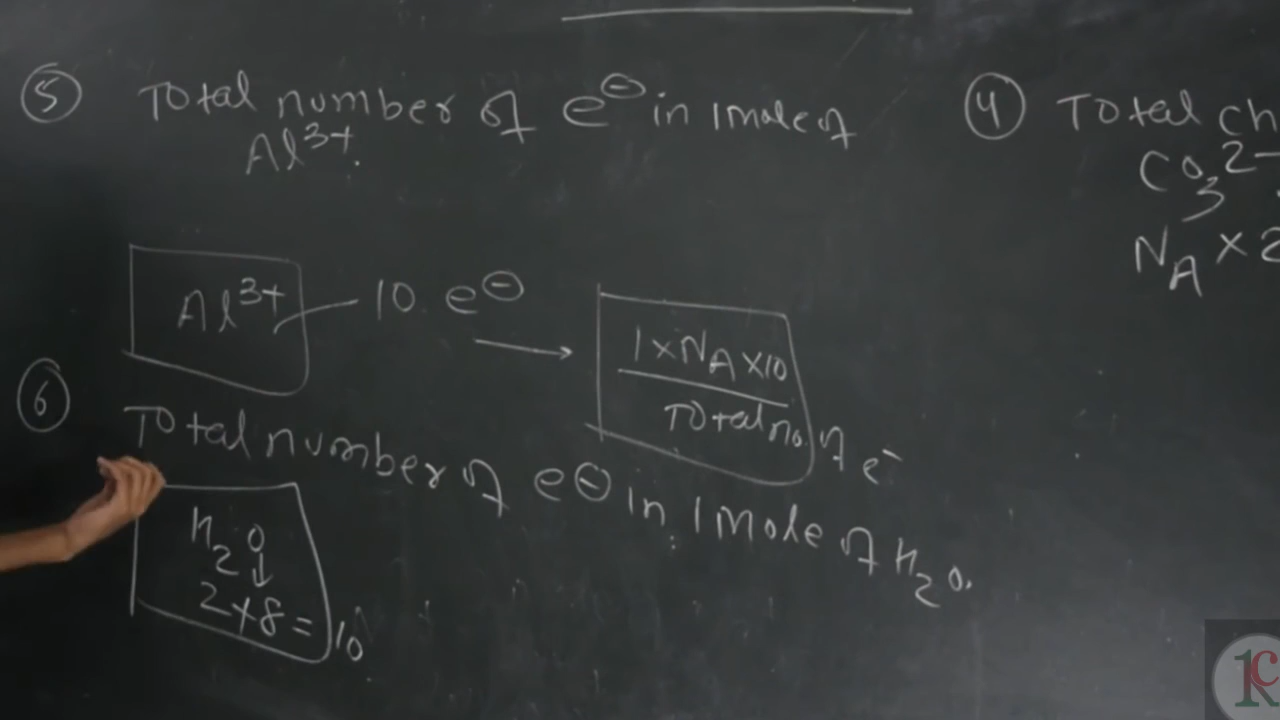 ⑤ Total number of e⊖ in 1 mole of
Al³⁺.
Al³⁺ — 10 e⊖
→ 1×N_A×10
Total no. of e⁻
⑥ Total number of e⊖ in 1 mole of H₂O.
H₂O
↓
2+8=10
④ Total ch
CO₃²⁻
N_A × 2
1C